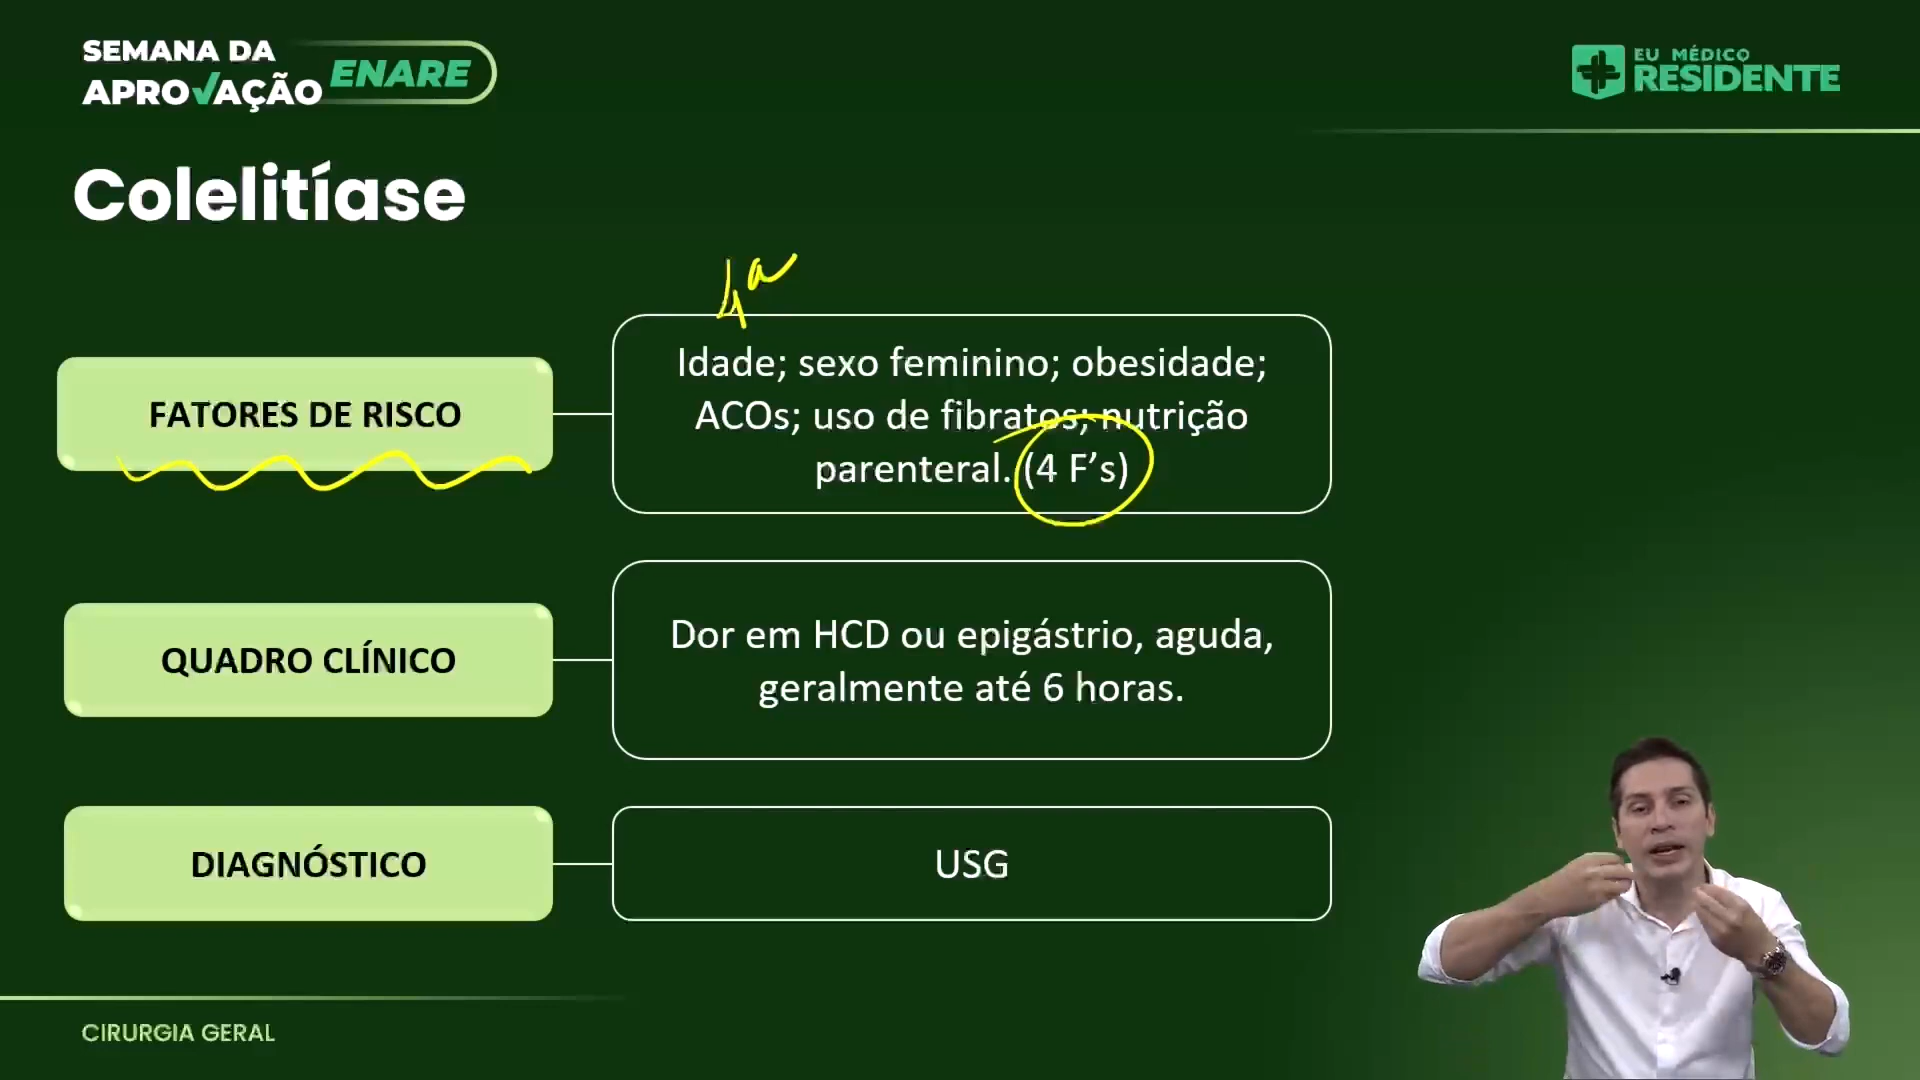 SEMANA DA
APROVAÇÃO ENARE
EU MÉDICO
RESIDENTE
Colelitíase
4a
FATORES DE RISCO
Idade; sexo feminino; obesidade;
ACOs; uso de fibratos; nutrição
parenteral. (4 F’s)
QUADRO CLÍNICO
Dor em HCD ou epigástrio, aguda,
geralmente até 6 horas.
DIAGNÓSTICO
USG
CIRURGIA GERAL